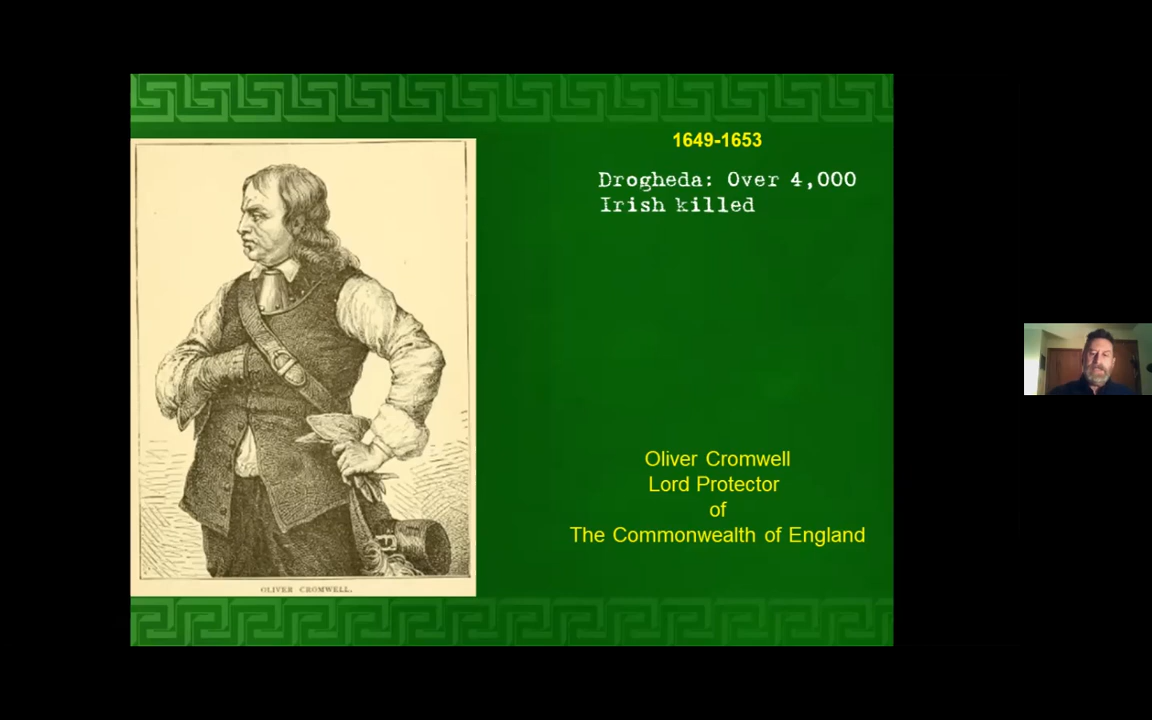 1649-1653
Drogheda: Over 4,000
Irish killed
Oliver Cromwell
Lord Protector
of
The Commonwealth of England
OLIVER CROMWELL.